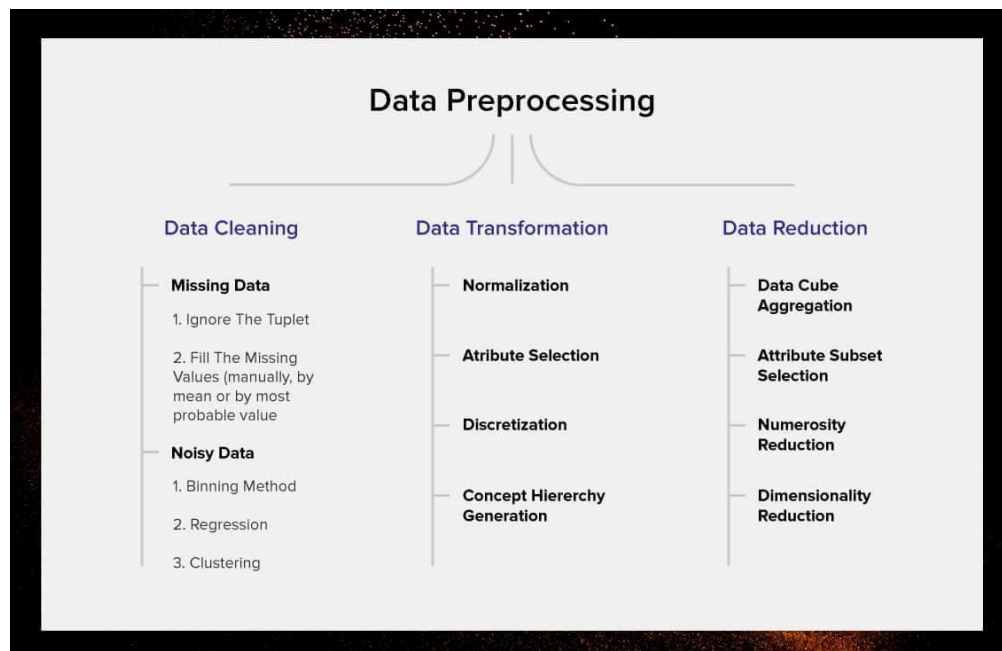 Data Preprocessing
Data Cleaning
Missing Data
1. Ignore The Tuplet
2. Fill The Missing
Values (manually, by
mean or by most
probable value
Noisy Data
1. Binning Method
2. Regression
3. Clustering
Data Transformation
Normalization
Atribute Selection
Discretization
Concept Hiererchy
Generation
Data Reduction
Data Cube
Aggregation
Attribute Subset
Selection
Numerosity
Reduction
Dimensionality
Reduction